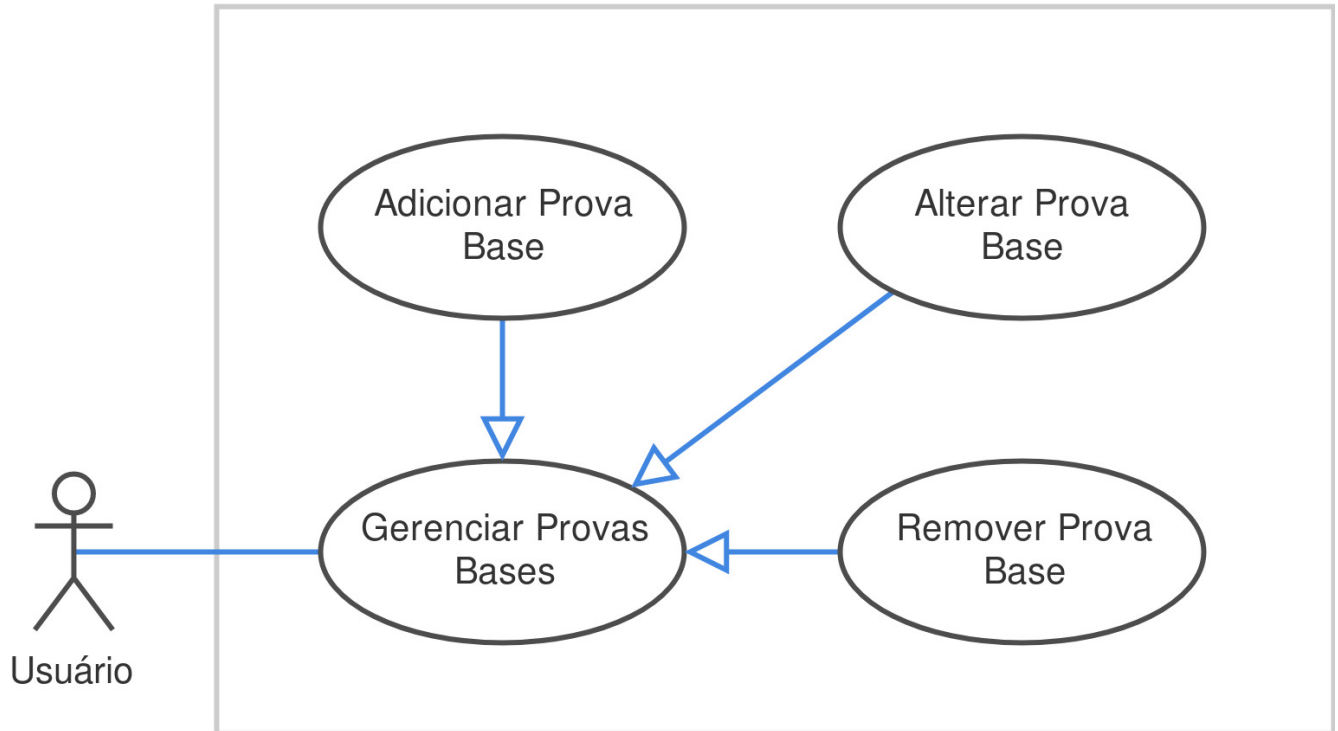 Adicionar Prova
Base
Alterar Prova
Base
Gerenciar Provas
Bases
Remover Prova
Base
Usuário